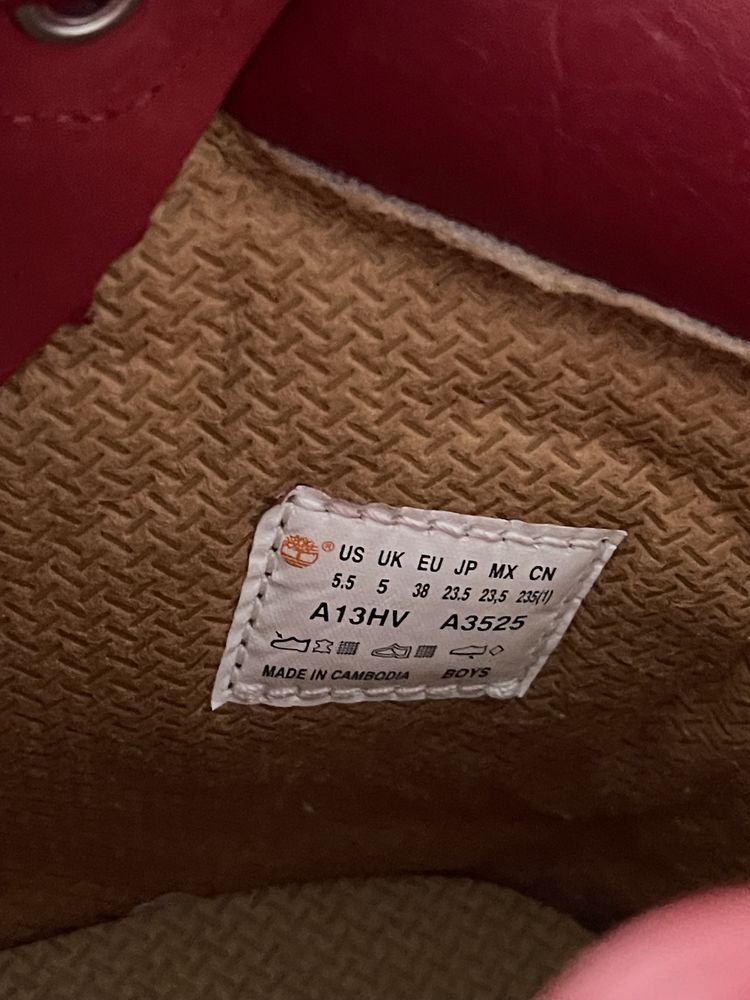 ® US UK EU JP MX CN
5.5 5 38 23.5 23,5 235(1)
A13HV A3525
MADE IN CAMBODIA BOYS